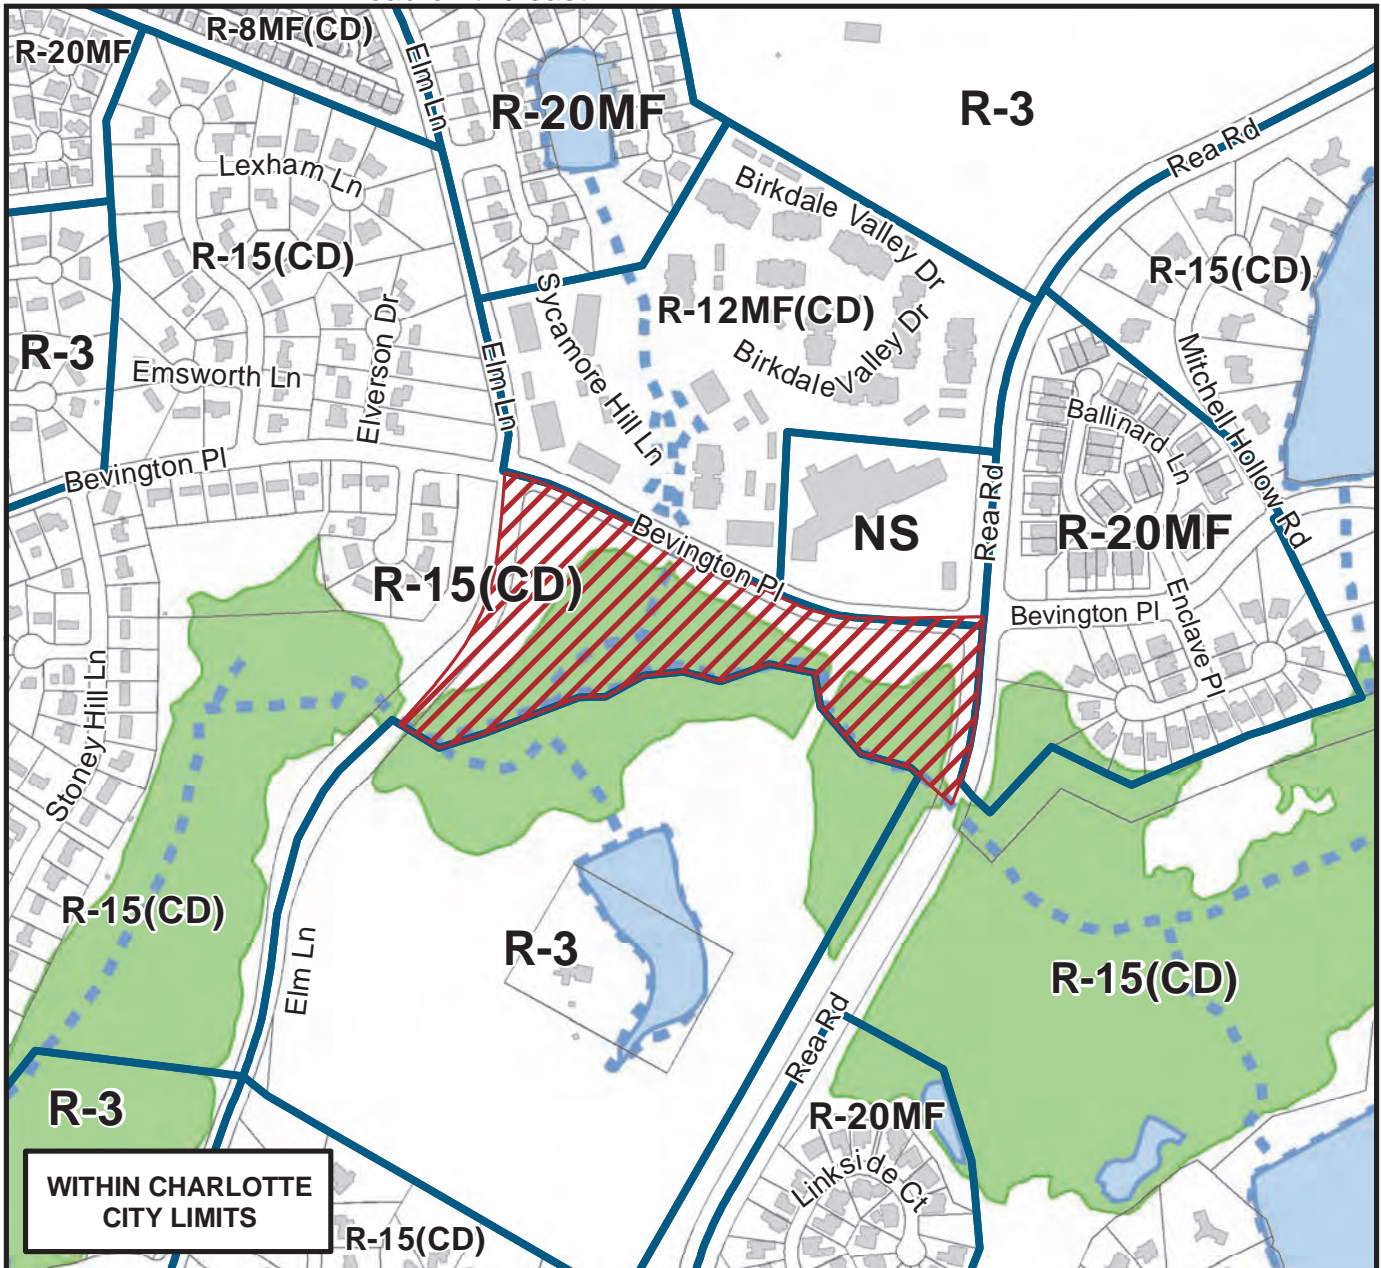 R-8MF(CD)
R-20MF
Elm Ln
R-20MF
R-3
Rea Rd
Lexham Ln
Birkdale Valley Dr
R-15(CD)
R-15(CD)
Sycamore Hill Ln
R-12MF(CD)
Elverson Dr
R-3
Emsworth Ln
Elm Ln
Birkdale Valley Dr
Mitchell Hollow Rd
Ballinard Ln
Bevington Pl
Rea Rd
NS
R-20MF
Bevington Pl
R-15(CD)
Bevington Pl
Enclave Pl
Stoney Hill Ln
R-15(CD)
Elm Ln
R-3
R-15(CD)
Rea Rd
R-3
R-20MF
Linkside Ct
WITHIN CHARLOTTE
CITY LIMITS
R-15(CD)